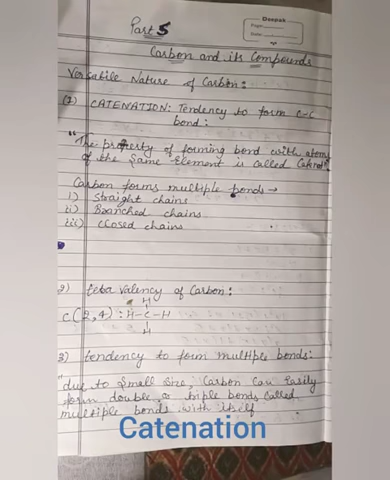 Part 5
Deepak
Page
Date
Carbon and its Compounds
Versatile Nature of Carbon:
(1) CATENATION: Tendency to form C-C
bond:
"The property of forming bond with atoms
of the same Element is called
Carbon forms multiple bonds →
i) Straight chains
ii) Branched chains
iii) Closed chains
2) tetra valency of Carbon:
H
C(2,4) : H-C-H
H
3) tendency to form multiple bonds:
"due to small size, Carbon can easily
form double, triple bonds called
multiple bonds with itself
Catenation